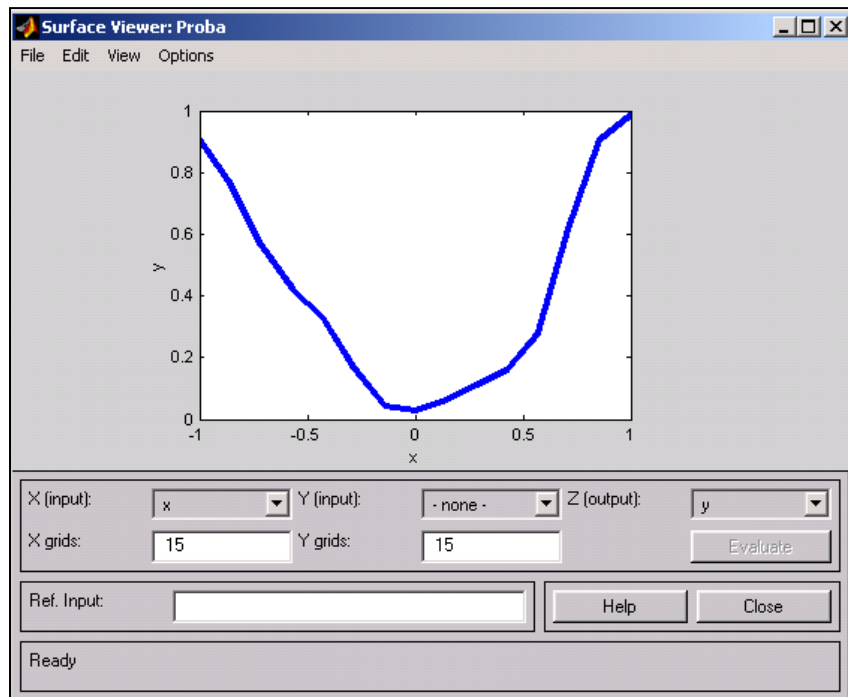 Surface Viewer: Proba
File Edit View Options
1
0.8
0.6
0.4
0.2
0
y
-1 -0.5 0 0.5 1
x
X (input): x Y (input): - none - Z (output): y
X grids: 15 Y grids: 15 Evaluate
Ref. Input: Help Close
Ready